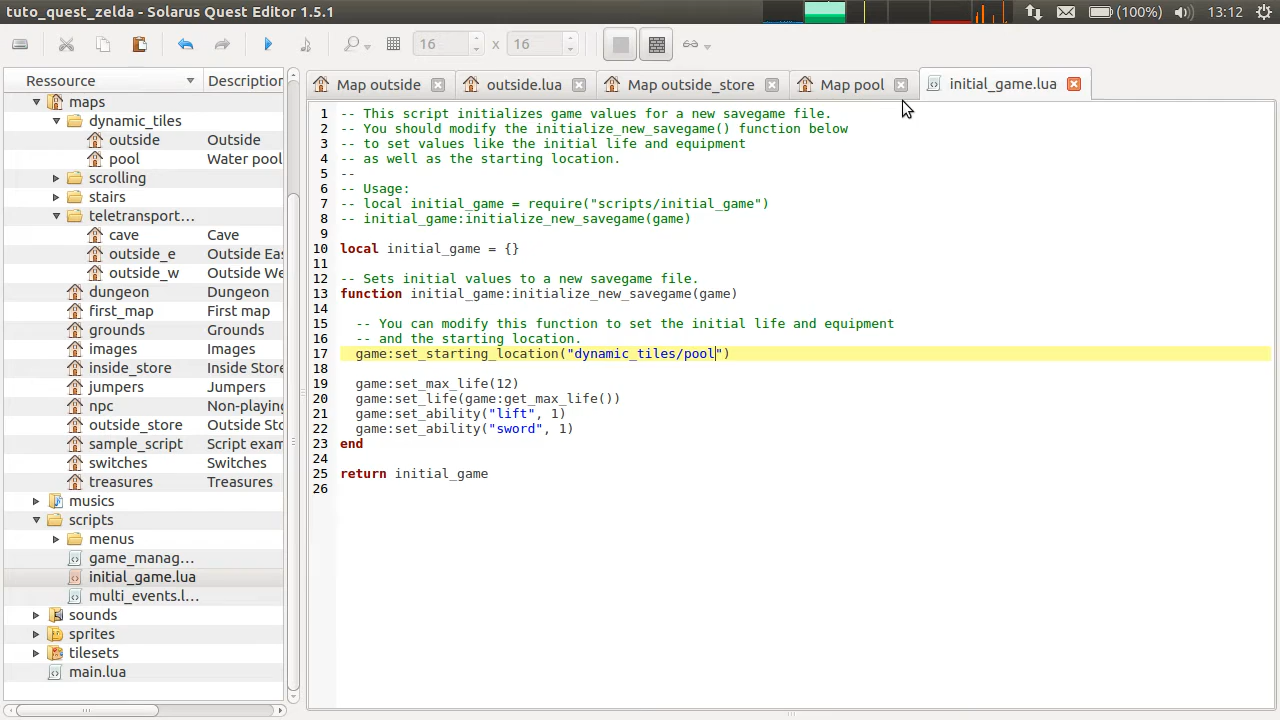 tuto_quest_zelda - Solarus Quest Editor 1.5.1
(100%)
13:12
16 x 16
Ressource Description
maps
dynamic_tiles
outside Outside
pool Water pool
scrolling
stairs
teletransport...
cave Cave
outside_e Outside Eas
outside_w Outside We
dungeon Dungeon
first_map First map
grounds Grounds
images Images
inside_store Inside Store
jumpers Jumpers
npc Non-playing
outside_store Outside Sto
sample_script Script exam
switches Switches
treasures Treasures
musics
scripts
menus
game_manag...
initial_game.lua
multi_events.l...
sounds
sprites
tilesets
main.lua
Map outside
outside.lua
Map outside_store
Map pool
initial_game.lua
1 -- This script initializes game values for a new savegame file.
2 -- You should modify the initialize_new_savegame() function below
3 -- to set values like the initial life and equipment
4 -- as well as the starting location.
5 --
6 -- Usage:
7 -- local initial_game = require("scripts/initial_game")
8 -- initial_game:initialize_new_savegame(game)
9
10 local initial_game = {}
11
12 -- Sets initial values to a new savegame file.
13 function initial_game:initialize_new_savegame(game)
14
15 -- You can modify this function to set the initial life and equipment
16 -- and the starting location.
17 game:set_starting_location("dynamic_tiles/pool")
18
19 game:set_max_life(12)
20 game:set_life(game:get_max_life())
21 game:set_ability("lift", 1)
22 game:set_ability("sword", 1)
23 end
24
25 return initial_game
26